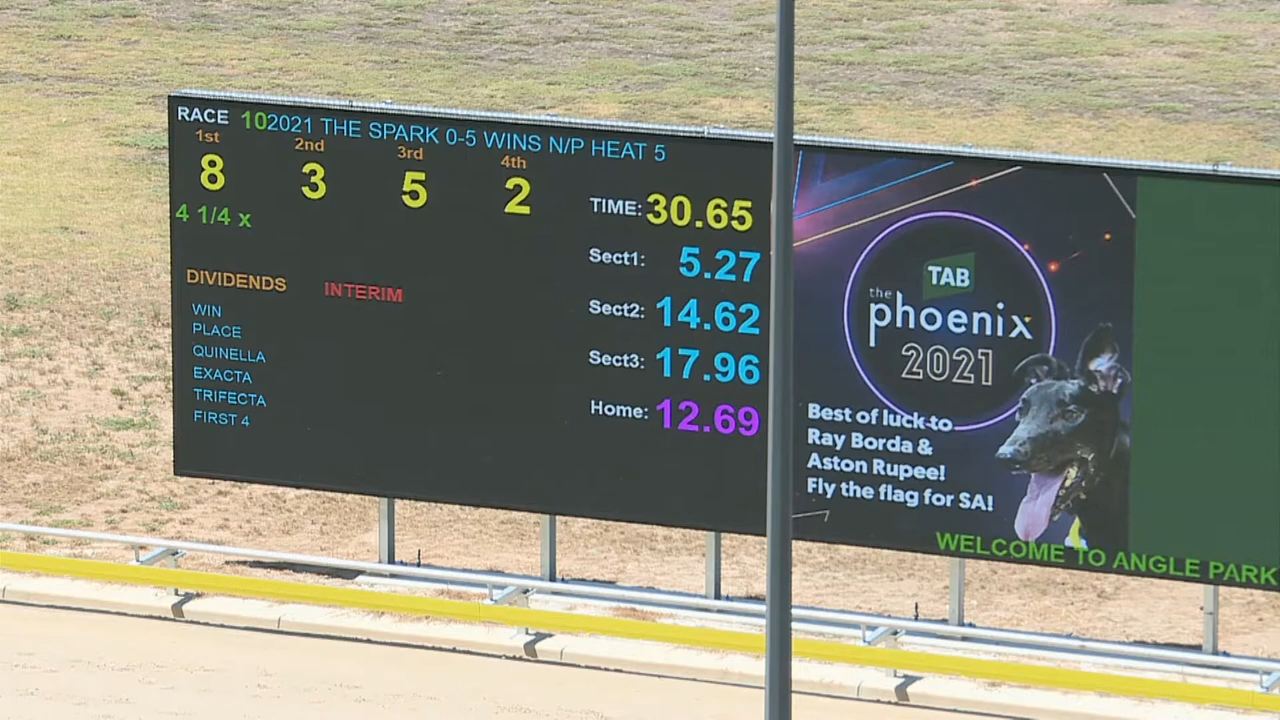 RACE 10 2021 THE SPARK 0-5 WINS N/P HEAT 5
1st 2nd 3rd 4th
8 3 5 2
4 1/4 x
TIME: 30.65
Sect1: 5.27
Sect2: 14.62
Sect3: 17.96
Home: 12.69
DIVIDENDS INTERIM
WIN
PLACE
QUINELLA
EXACTA
TRIFECTA
FIRST 4
TAB
the
phoenix
2021
Best of luck to
Ray Borda &
Aston Rupee!
Fly the flag for SA!
WELCOME TO ANGLE PARK